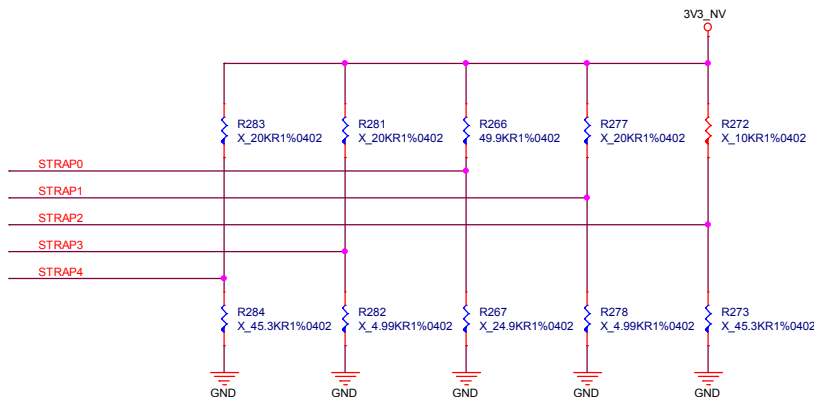 3V3_NV
R283
X_20KR1%0402
R281
X_20KR1%0402
R266
49.9KR1%0402
R277
X_20KR1%0402
R272
X_10KR1%0402
STRAP0
STRAP1
STRAP2
STRAP3
STRAP4
R284
X_45.3KR1%0402
R282
X_4.99KR1%0402
R267
X_24.9KR1%0402
R278
X_4.99KR1%0402
R273
X_45.3KR1%0402
GND
GND
GND
GND
GND